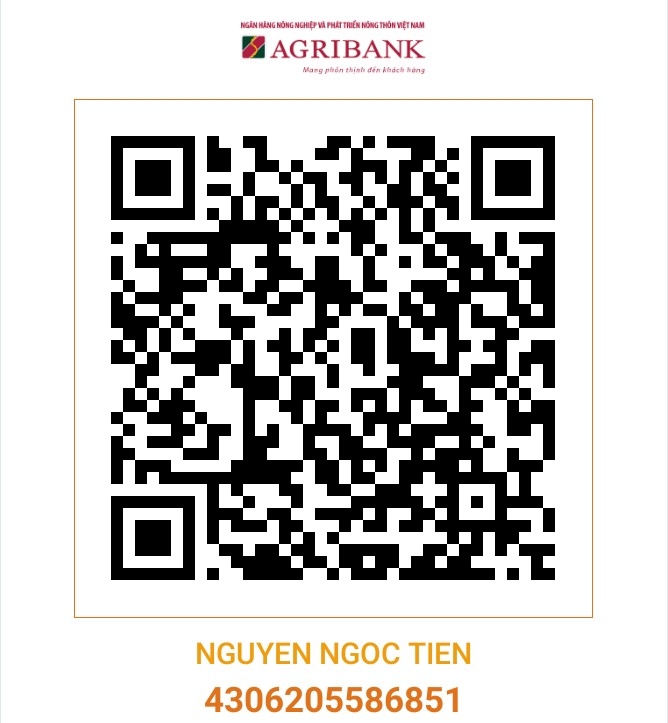 NGÂN HÀNG NÔNG NGHIỆP VÀ PHÁT TRIỂN NÔNG THÔN VIỆT NAM
AGRIBANK
Mang phồn thịnh đến khách hàng
NGUYEN NGOC TIEN
4306205586851